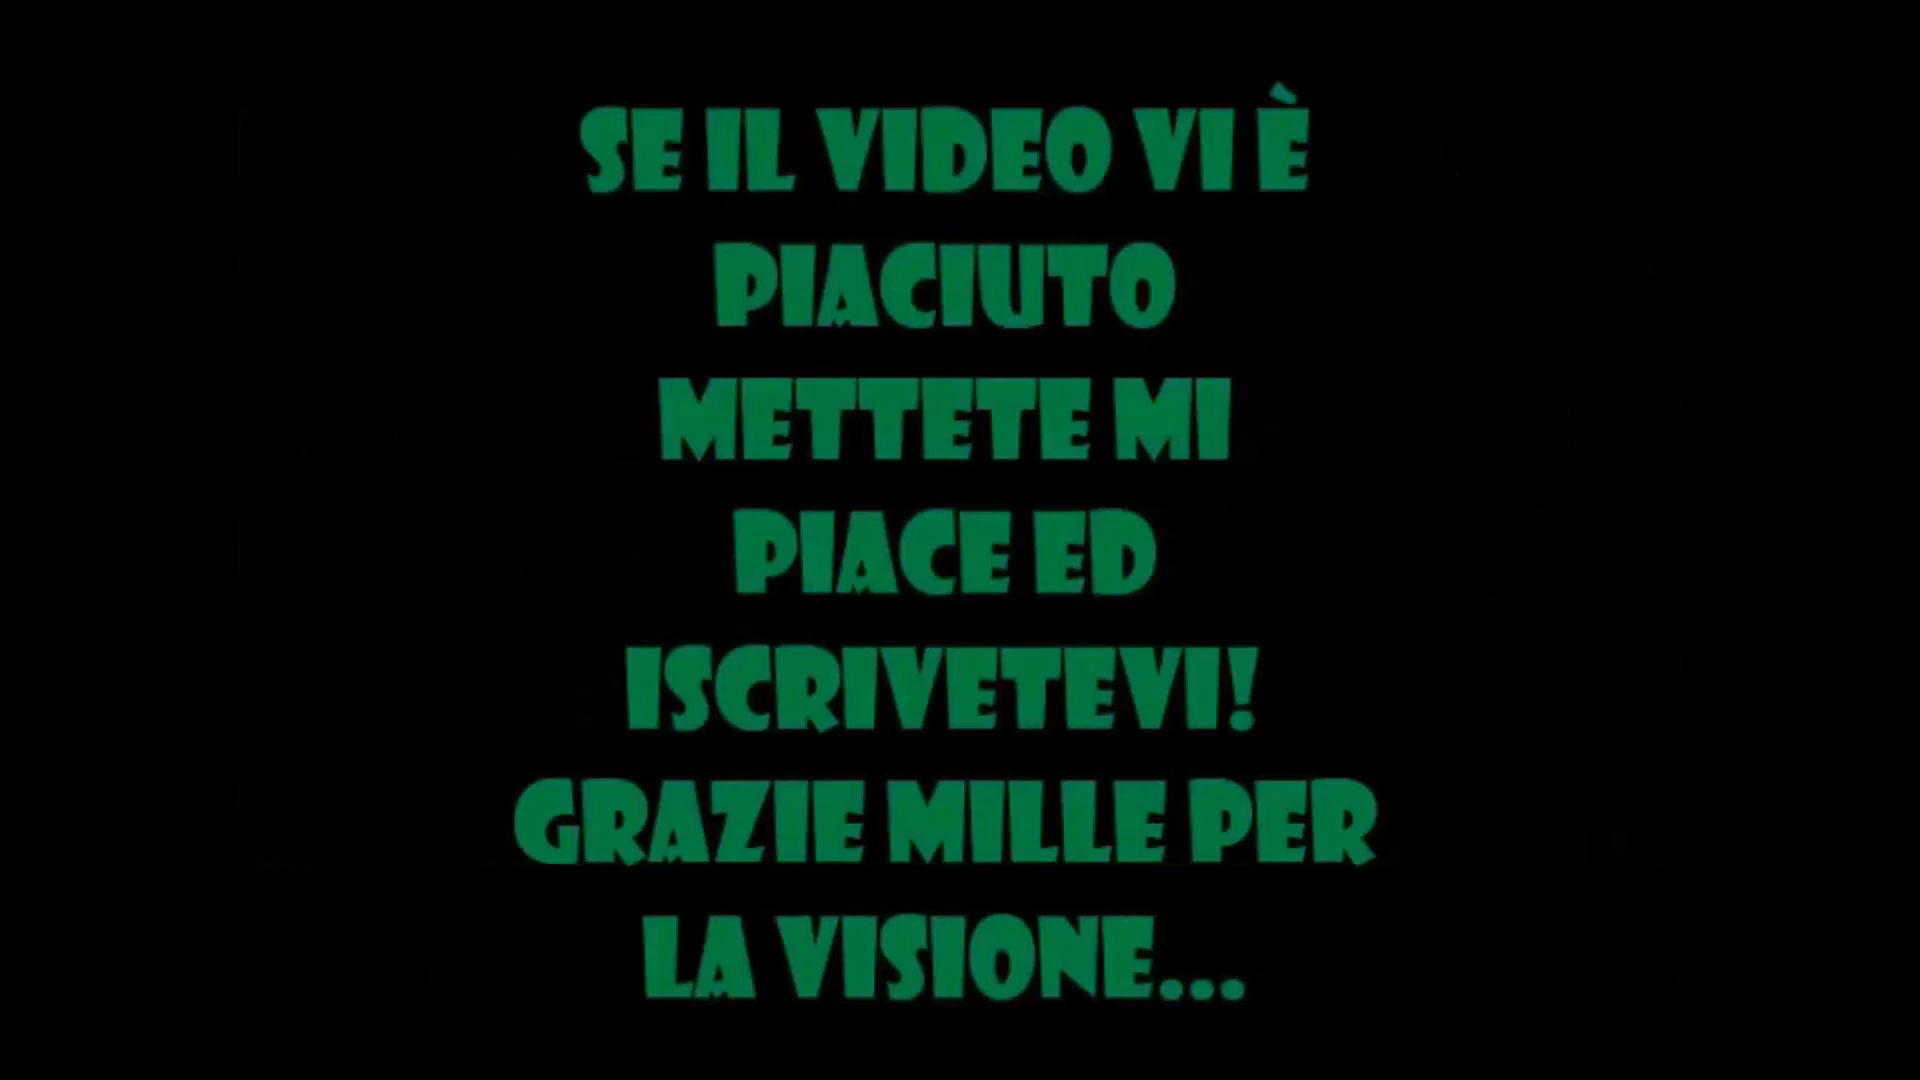 SE IL VIDEO VI È
PIACIUTO
METTETE MI
PIACE ED
ISCRIVETEVI!
GRAZIE MILLE PER
LA VISIONE...